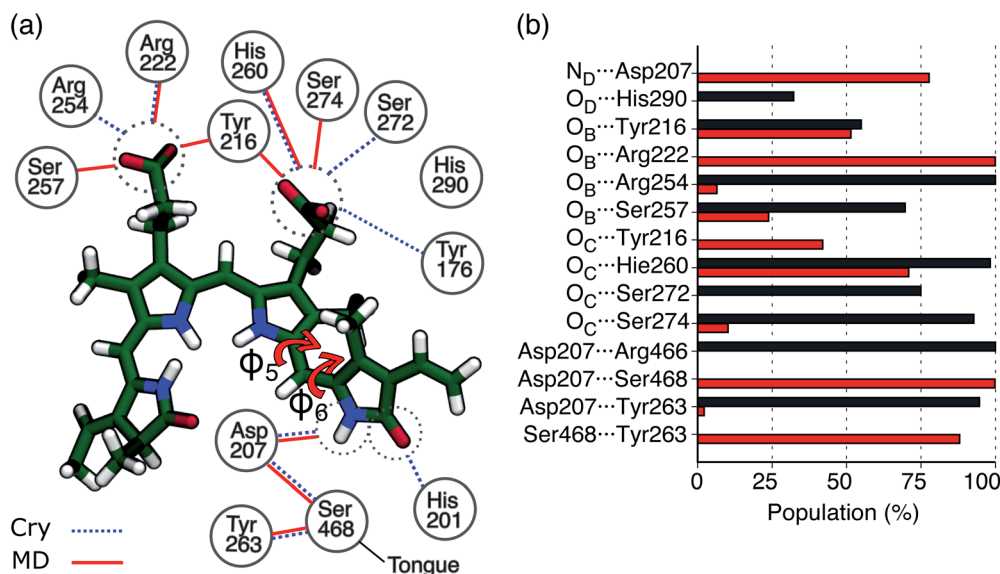 (a)
Arg
222
His
260
Arg
254
Ser
274
Tyr
216
Ser
272
Ser
257
His
290
Tyr
176
ϕ5
ϕ6
Asp
207
His
201
Ser
468
Tyr
263
Tongue
Cry
MD
(b)
ND···Asp207
OD···His290
OB···Tyr216
OB···Arg222
OB···Arg254
OB···Ser257
OC···Tyr216
OC···Hie260
OC···Ser272
OC···Ser274
Asp207···Arg466
Asp207···Ser468
Asp207···Tyr263
Ser468···Tyr263
0 25 50 75 100
Population (%)